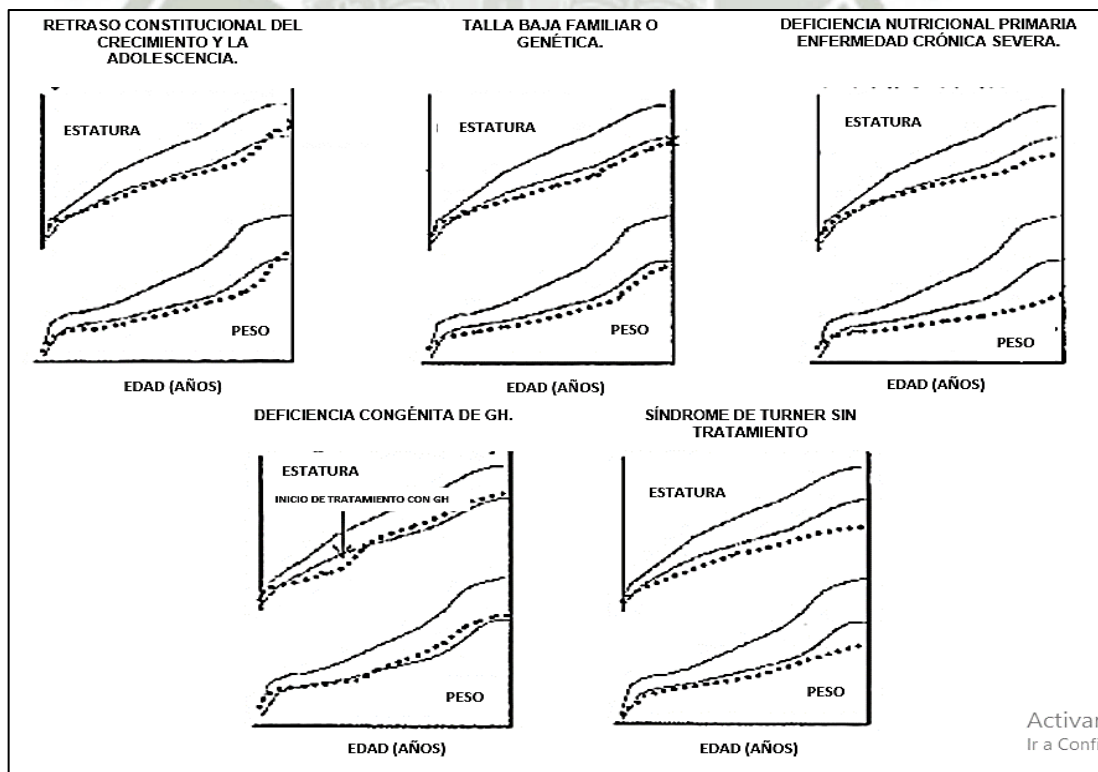 RETRASO CONSTITUCIONAL DEL
CRECIMIENTO Y LA
ADOLESCENCIA.
ESTATURA
PESO
EDAD (AÑOS)
TALLA BAJA FAMILIAR O
GENÉTICA.
ESTATURA
PESO
EDAD (AÑOS)
DEFICIENCIA NUTRICIONAL PRIMARIA
ENFERMEDAD CRÓNICA SEVERA.
ESTATURA
PESO
EDAD (AÑOS)
DEFICIENCIA CONGÉNITA DE GH.
ESTATURA
INICIO DE TRATAMIENTO CON GH
PESO
EDAD (AÑOS)
SÍNDROME DE TURNER SIN
TRATAMIENTO
ESTATURA
PESO
EDAD (AÑOS)
Activar
Ir a Confi